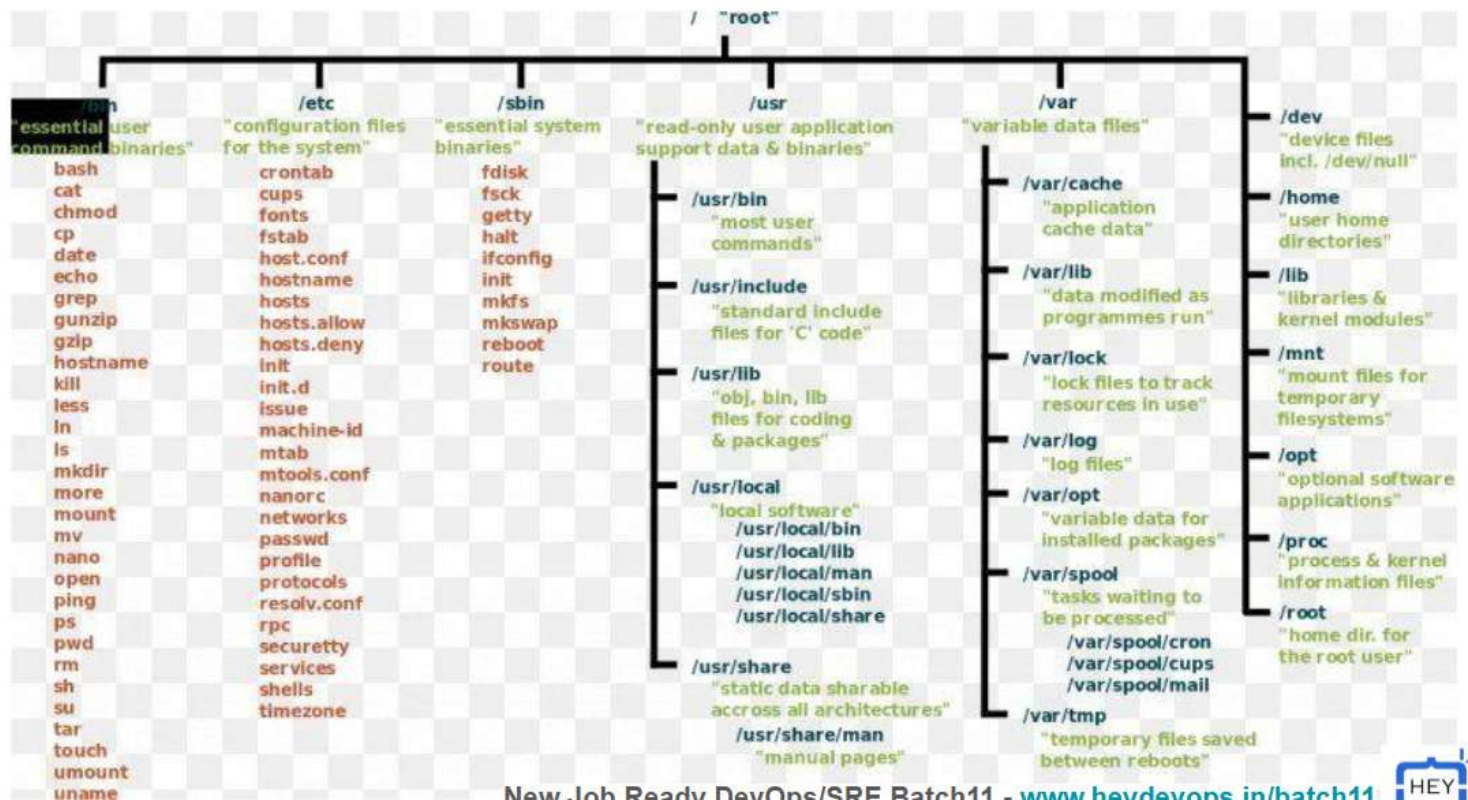 / "root"
/bin
"essential user
command binaries"
bash
cat
chmod
cp
date
echo
grep
gunzip
gzip
hostname
kill
less
ln
ls
mkdir
more
mount
mv
nano
open
ping
ps
pwd
rm
sh
su
tar
touch
umount
uname
/etc
"configuration files
for the system"
crontab
cups
fonts
fstab
host.conf
hostname
hosts
hosts.allow
hosts.deny
init
init.d
issue
machine-id
mtab
mtools.conf
nanorc
networks
passwd
profile
protocols
resolv.conf
rpc
securetty
services
shells
timezone
/sbin
"essential system
binaries"
fdisk
fsck
getty
halt
ifconfig
init
mkfs
mkswap
reboot
route
/usr
"read-only user application
support data & binaries"
/usr/bin
"most user
commands"
/usr/include
"standard include
files for 'C' code"
/usr/lib
"obj, bin, lib
files for coding
& packages"
/usr/local
"local software"
/usr/local/bin
/usr/local/lib
/usr/local/man
/usr/local/sbin
/usr/local/share
/usr/share
"static data sharable
accross all architectures"
/usr/share/man
"manual pages"
/var
"variable data files"
/var/cache
"application
cache data"
/var/lib
"data modified as
programmes run"
/var/lock
"lock files to track
resources in use"
/var/log
"log files"
/var/opt
"variable data for
installed packages"
/var/spool
"tasks waiting to
be processed"
/var/spool/cron
/var/spool/cups
/var/spool/mail
/var/tmp
"temporary files saved
between reboots"
/dev
"device files
incl. /dev/null"
/home
"user home
directories"
/lib
"libraries &
kernel modules"
/mnt
"mount files for
temporary
filesystems"
/opt
"optional software
applications"
/proc
"process & kernel
information files"
/root
"home dir. for
the root user"
New Job Ready DevOps/SRE Batch11 - www.heydevops.in/batch11
HEY